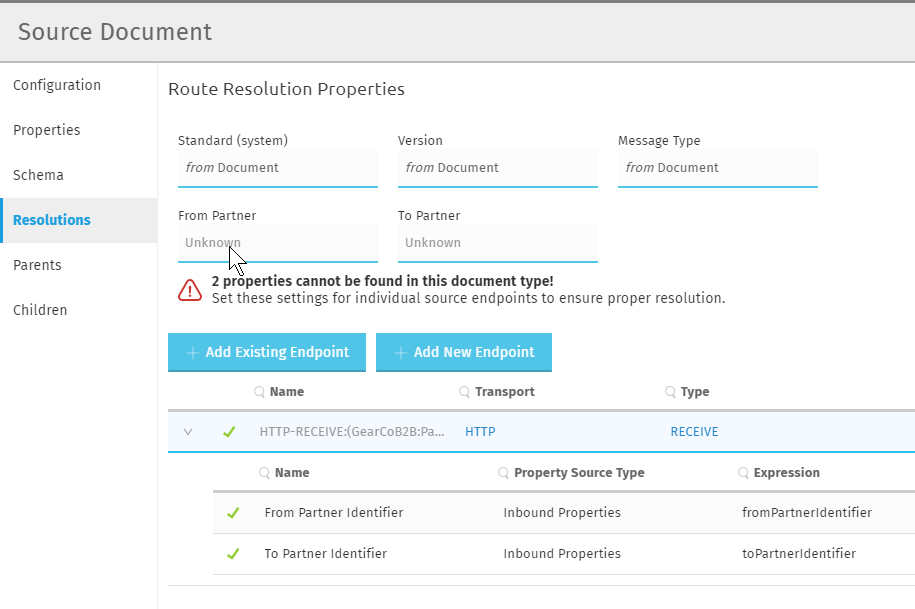 Source Document
Configuration
Properties
Schema
Resolutions
Parents
Children
Route Resolution Properties
Standard (system) Version Message Type
from Document from Document from Document
From Partner To Partner
Unknown Unknown
2 properties cannot be found in this document type!
Set these settings for individual source endpoints to ensure proper resolution.
+ Add Existing Endpoint + Add New Endpoint
Name Transport Type
HTTP-RECEIVE:(GearCoB2B:Pa... HTTP RECEIVE
Name Property Source Type Expression
From Partner Identifier Inbound Properties fromPartnerIdentifier
To Partner Identifier Inbound Properties toPartnerIdentifier